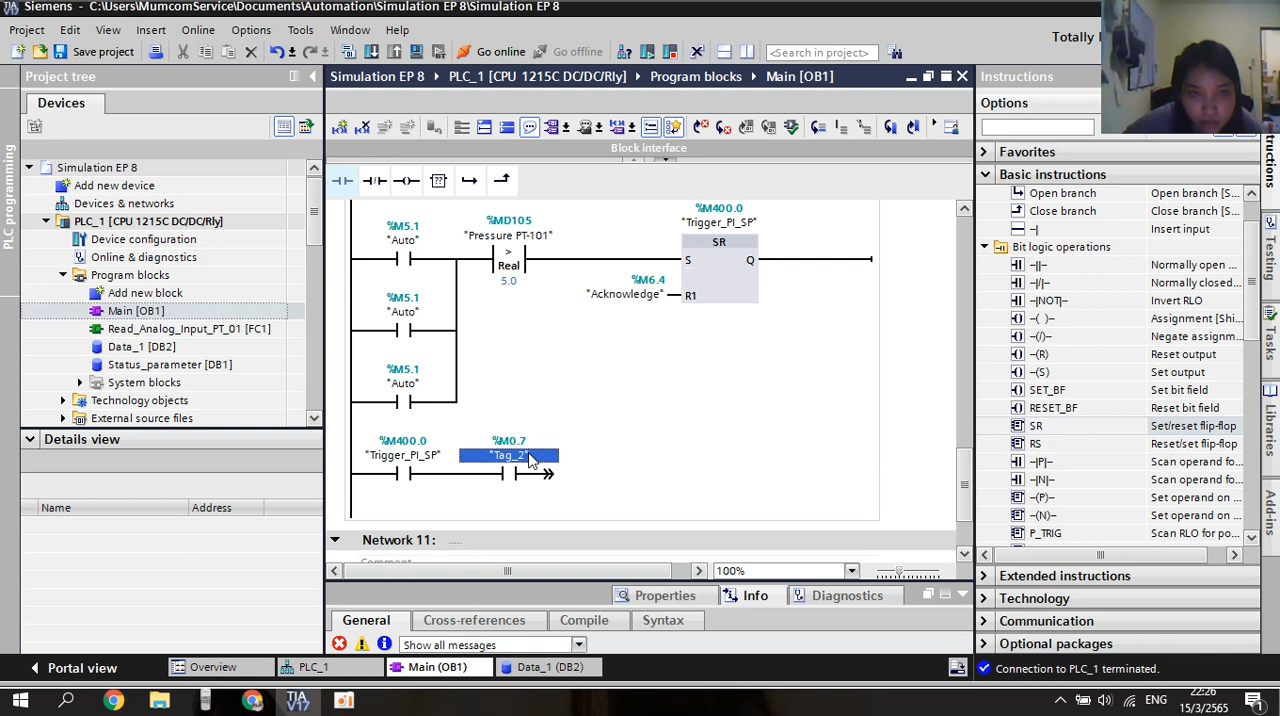 Siemens - C:\Users\MumcomService\Documents\Automation\Simulation EP 8\Simulation EP 8
Project Edit View Insert Online Options Tools Window Help
Totally
Save project
Go online
Go offline
<Search in project>
Project tree
Simulation EP 8 PLC_1 [CPU 1215C DC/DC/Rly] Program blocks Main [OB1]
Instructions
Devices
Options
Block interface
PLC programming
Simulation EP 8
Add new device
Devices & networks
PLC_1 [CPU 1215C DC/DC/Rly]
Device configuration
Online & diagnostics
Program blocks
Add new block
Main [OB1]
Read_Analog_Input_PT_01 [FC1]
Data_1 [DB2]
Status_parameter [DB1]
System blocks
Technology objects
External source files
Details view
Name Address
%M5.1
"Auto"
%MD105
"Pressure PT-101"
>
Real
5.0
%M400.0
"Trigger_PI_SP"
SR
S Q
%M6.4
"Acknowledge"
R1
%M5.1
"Auto"
%M5.1
"Auto"
%M400.0
"Trigger_PI_SP"
%M0.7
"Tag_2"
Network 11: .....
Comment
100%
Properties Info Diagnostics
General Cross-references Compile Syntax
Show all messages
Favorites
Basic instructions
Open branch Open branch [S...
Close branch Close branch [S...
—| Insert input
Bit logic operations
–||– Normally open ...
–|/|– Normally closed...
–|NOT|– Invert RLO
–( )– Assignment [Shi...
–(/)– Negate assignm...
–(R) Reset output
–(S) Set output
SET_BF Set bit field
RESET_BF Reset bit field
SR Set/reset flip-flop
RS Reset/set flip-flop
–|P|– Scan operand fo...
–|N|– Scan operand fo...
–(P)– Set operand on ...
–(N)– Set operand on ...
P_TRIG Scan RLO for po...
Extended instructions
Technology
Communication
Optional packages
Testing
Tasks
Libraries
Add-ins
Portal view
Overview
PLC_1
Main (OB1)
Data_1 (DB2)
Connection to PLC_1 terminated.
TIA V17
ENG
22:26
15/3/2565